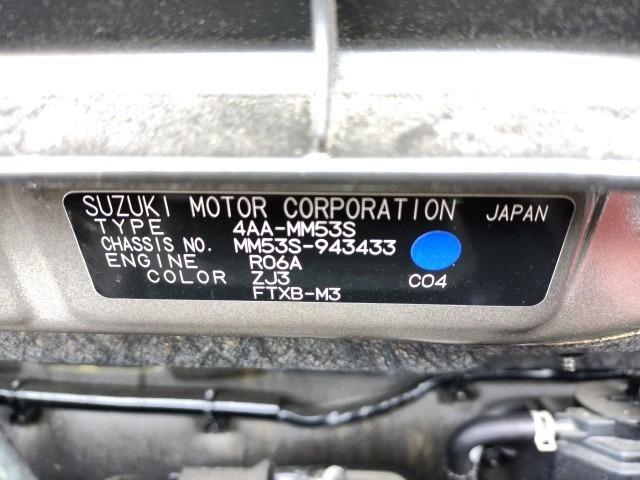 SUZUKI MOTOR CORPORATION JAPAN
TYPE 4AA-MM53S
CHASSIS NO. MM53S-943433
ENGINE R06A
COLOR ZJ3 C04
FTXB-M3